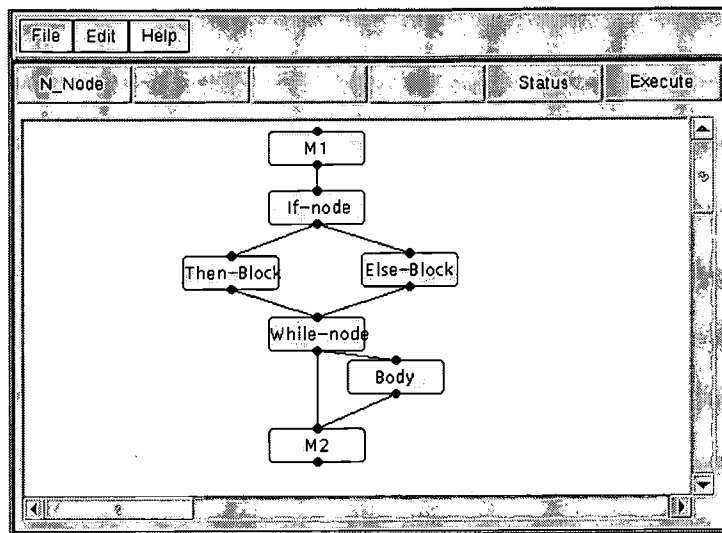 File Edit Help
N_Node Status Execute
M1
If-node
Then-Block Else-Block
While-node
Body
M2